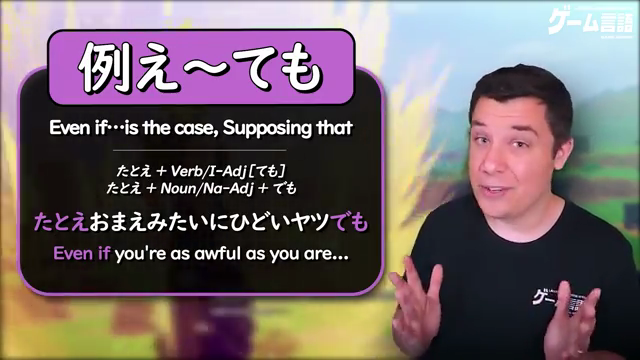 ゲーム言語
例え〜ても
Even if…is the case, Supposing that
たとえ + Verb/I-Adj[ても]
たとえ + Noun/Na-Adj + でも
たとえおまえみたいにひどいヤツでも
Even if you're as awful as you are...
ゲーム言